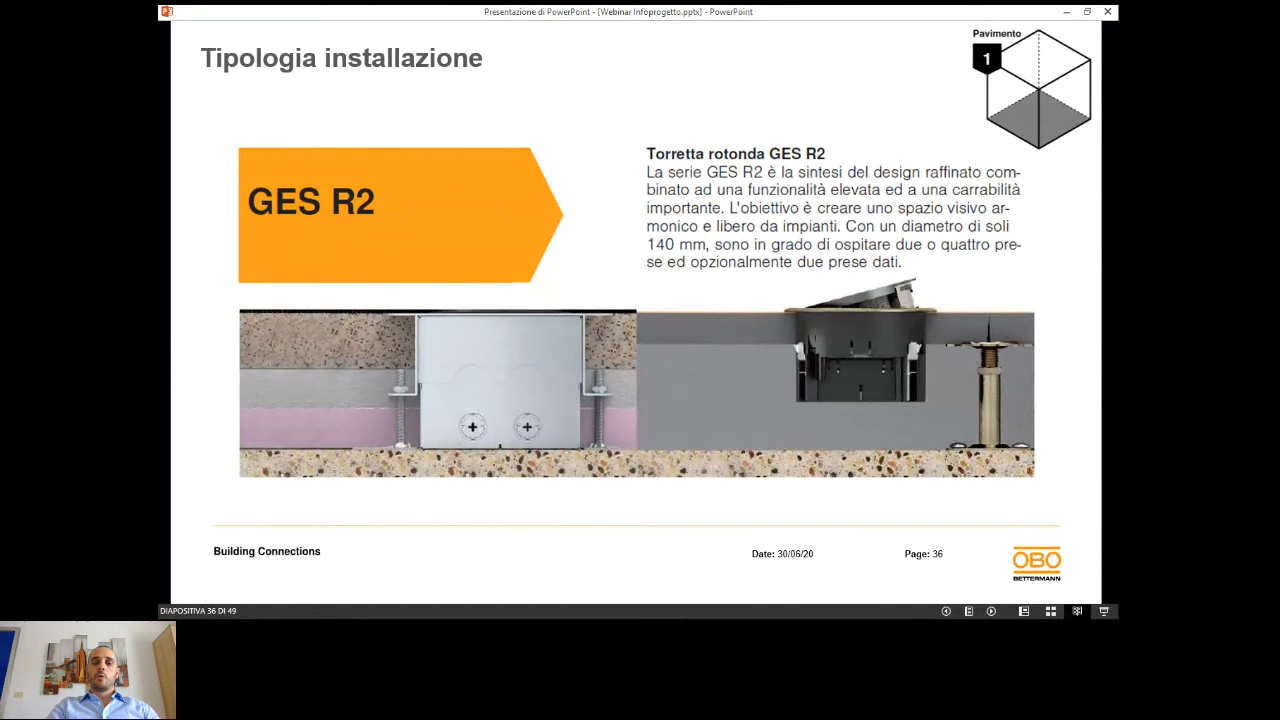 Presentazione di PowerPoint - [Webinar Infoprogetto.pptx] - PowerPoint
Tipologia installazione
Pavimento
1
GES R2
Torretta rotonda GES R2
La serie GES R2 è la sintesi del design raffinato com-
binato ad una funzionalità elevata ed a una carrabilità
importante. L'obiettivo è creare uno spazio visivo ar-
monico e libero da impianti. Con un diametro di soli
140 mm, sono in grado di ospitare due o quattro pre-
se ed opzionalmente due prese dati.
Building Connections
Date: 30/06/20
Page: 36
OBO
BETTERMANN
DIAPOSITIVA 36 DI 49